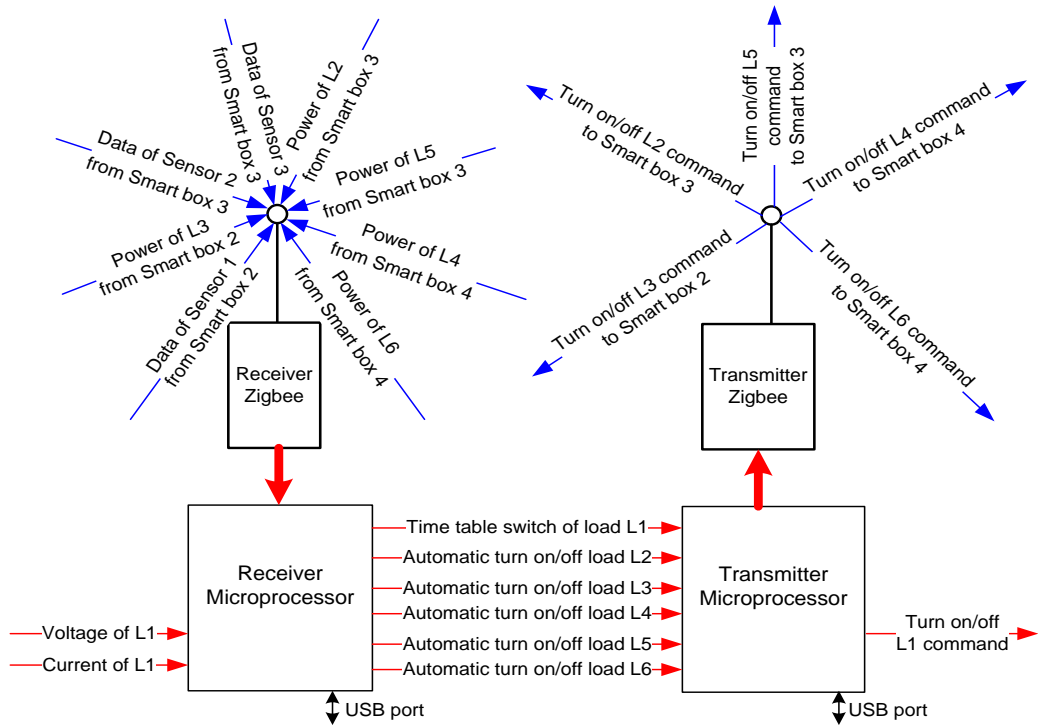 Data of Sensor 3
from Smart box 3
Power of L2
from Smart box 3
Data of Sensor 2
from Smart box 3
Power of L5
from Smart box 3
Power of L3
from Smart box 2
Power of L4
from Smart box 4
Data of Sensor 1
from Smart box 2
Power of L6
from Smart box 4
Receiver
Zigbee
Turn on/off L2 command
to Smart box 3
Turn on/off L5
command
to Smart box 3
Turn on/off L4 command
to Smart box 4
Turn on/off L3 command
to Smart box 2
Turn on/off L6 command
to Smart box 4
Transmitter
Zigbee
Receiver
Microprocessor
Voltage of L1
Current of L1
Time table switch of load L1
Automatic turn on/off load L2
Automatic turn on/off load L3
Automatic turn on/off load L4
Automatic turn on/off load L5
Automatic turn on/off load L6
Transmitter
Microprocessor
Turn on/off
L1 command
USB port
USB port